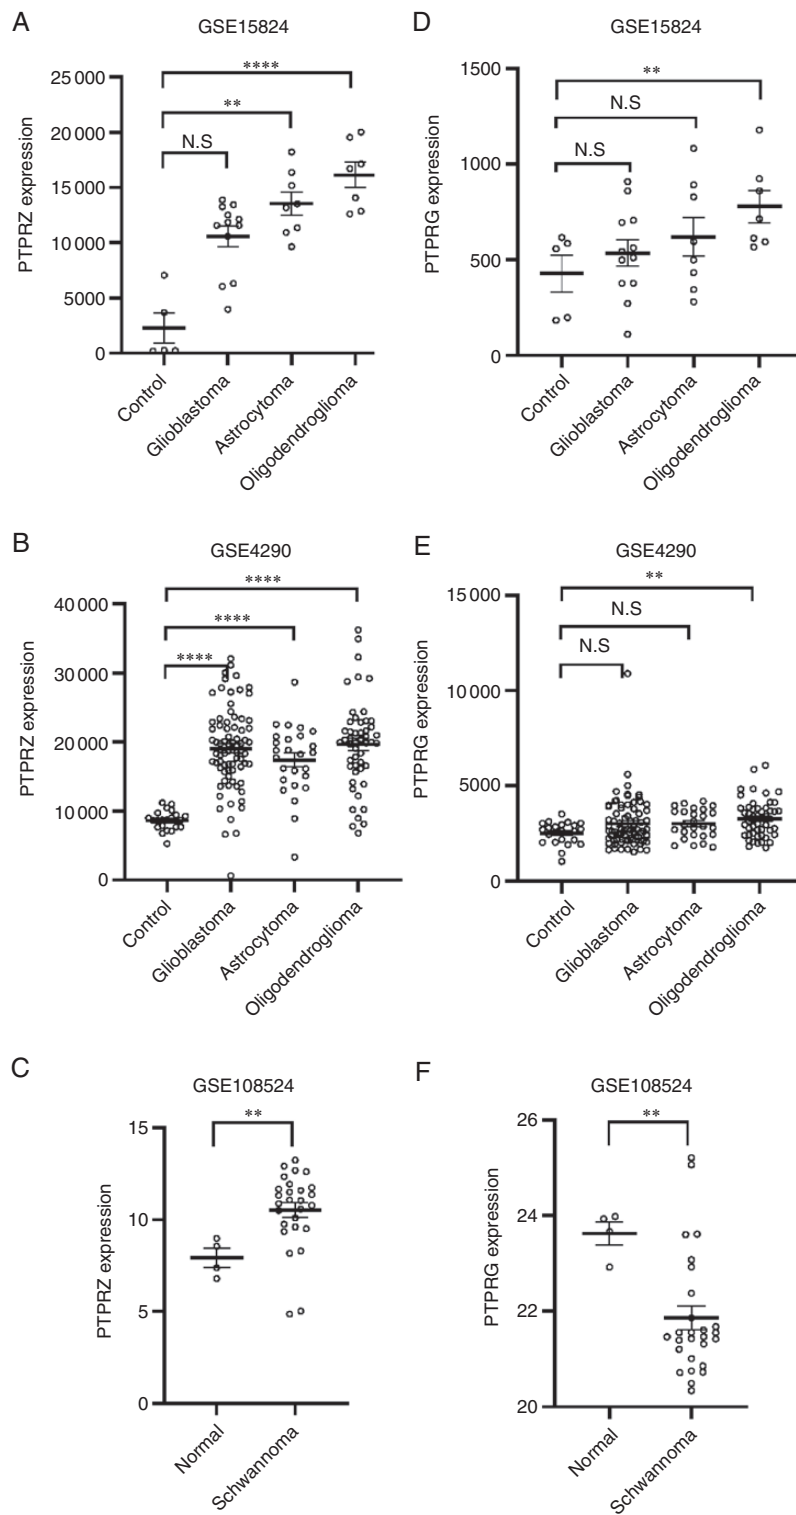 A
GSE15824
PTPRZ expression
25 000
20 000
15 000
10 000
5000
0
****
**
N.S
Control
Glioblastoma
Astrocytoma
Oligodendroglioma
D
GSE15824
PTPRG expression
1500
1000
500
0
**
N.S
N.S
Control
Glioblastoma
Astrocytoma
Oligodendroglioma
B
GSE4290
PTPRZ expression
40 000
30 000
20 000
10 000
0
****
****
****
Control
Glioblastoma
Astrocytoma
Oligodendroglioma
E
GSE4290
PTPRG expression
15 000
10 000
5000
0
**
N.S
N.S
Control
Glioblastoma
Astrocytoma
Oligodendroglioma
C
GSE108524
PTPRZ expression
15
10
5
0
**
Normal
Schwannoma
F
GSE108524
PTPRG expression
26
24
22
20
**
Normal
Schwannoma